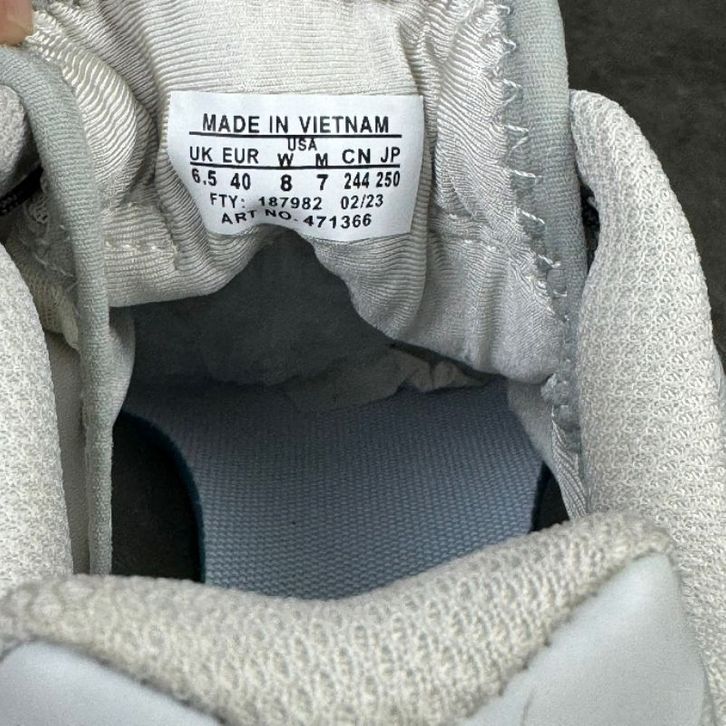 MADE IN VIETNAM
USA
UK EUR W M CN JP
6.5 40 8 7 244 250
FTY: 187982 02/23
ART NO. 471366